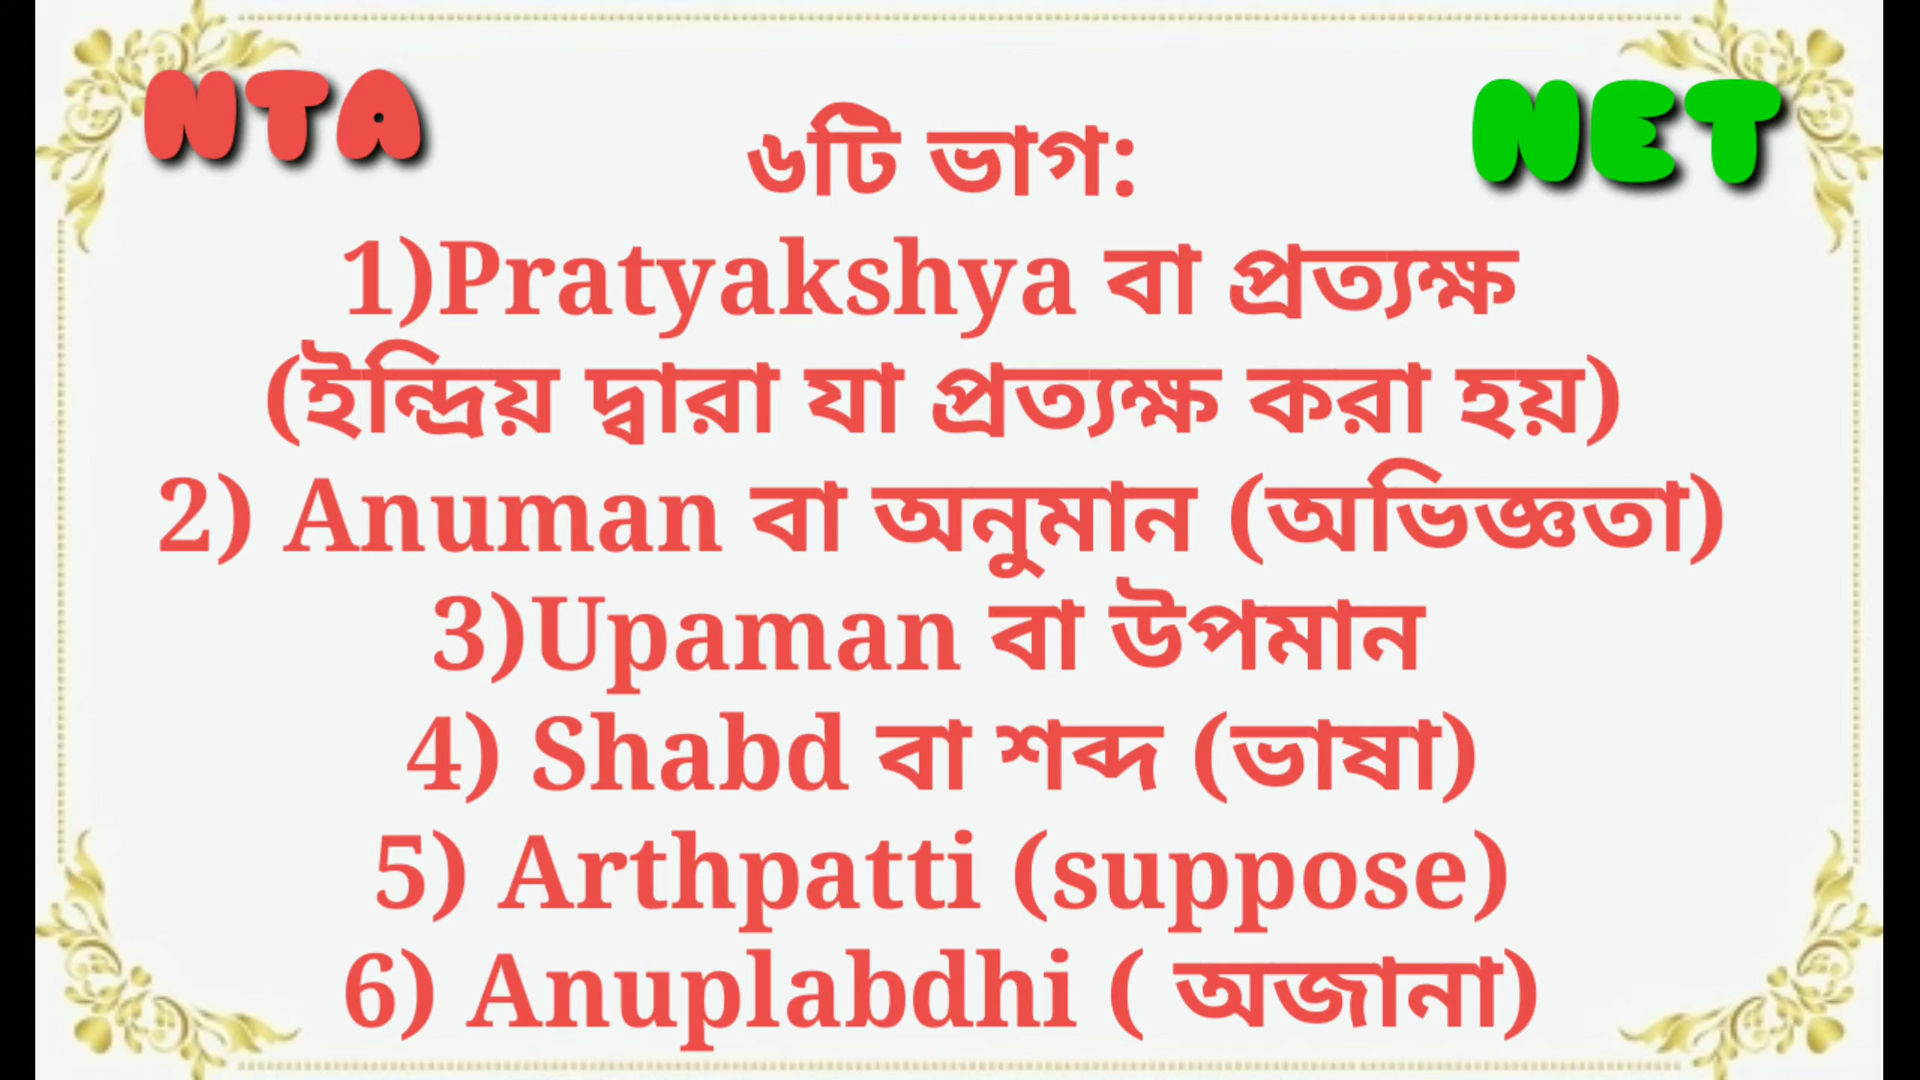 NTA
NET
৬টি ভাগ:
1)Pratyakshya বা প্রত্যক্ষ
(ইন্দ্রিয় দ্বারা যা প্রত্যক্ষ করা হয়)
2) Anuman বা অনুমান (অভিজ্ঞতা)
3)Upaman বা উপমান
4) Shabd বা শব্দ (ভাষা)
5) Arthpatti (suppose)
6) Anuplabdhi ( অজানা)